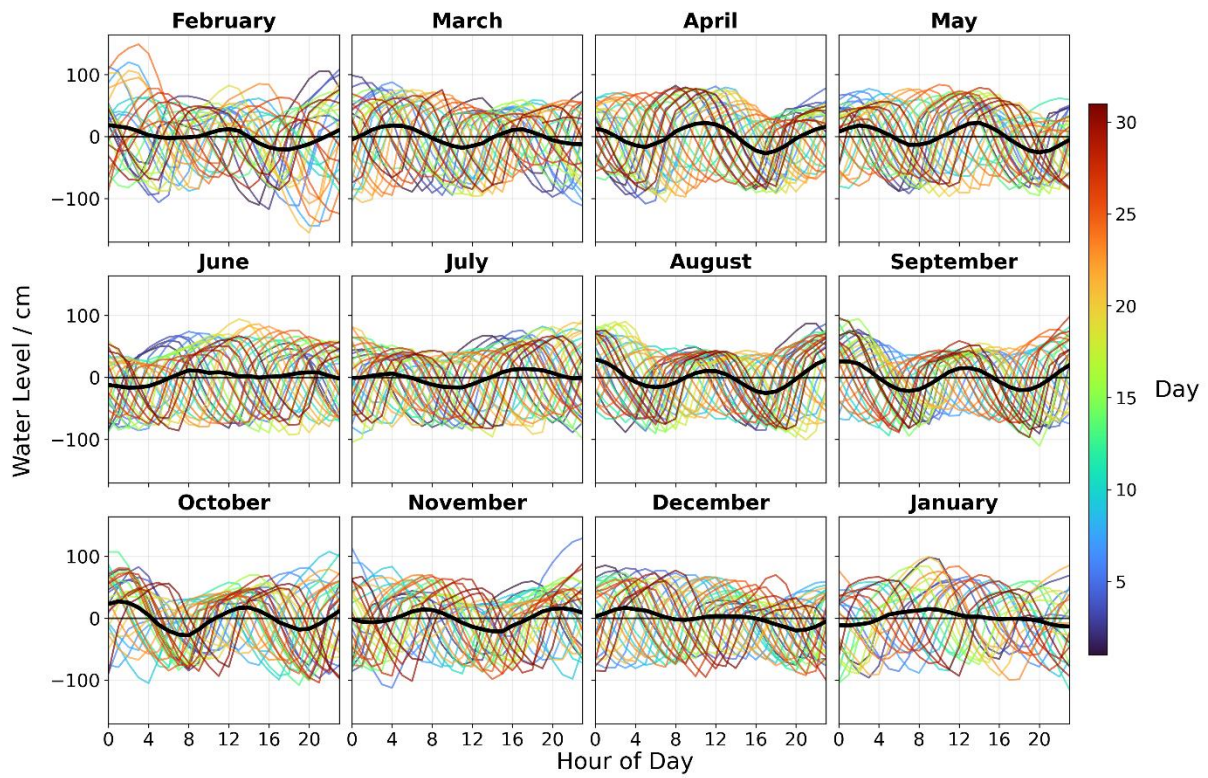 February March April May
100
0
−100
June July August September
100
0
−100
October November December January
100
0
−100
0 4 8 12 16 20 0 4 8 12 16 20 0 4 8 12 16 20 0 4 8 12 16 20
Hour of Day
Water Level / cm
30
25
20
15
10
5
Day